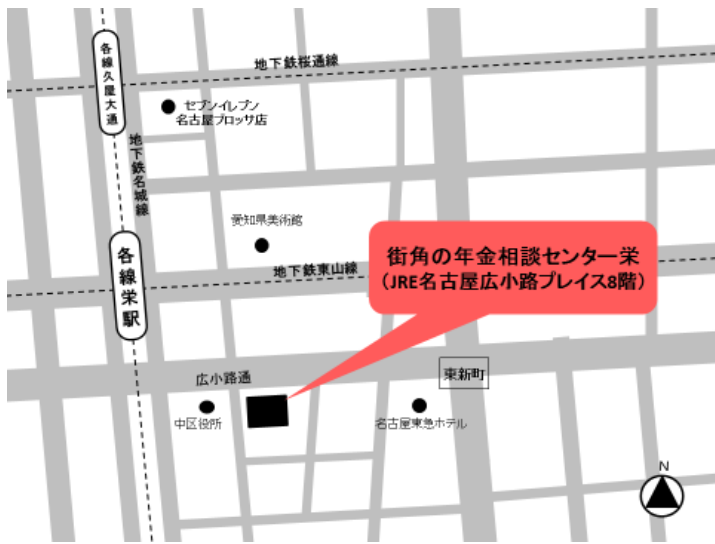 各線久屋大通
地下鉄桜通線
セブンイレブン
名古屋ブロッサ店
地下鉄名城線
愛知県美術館
街角の年金相談センター栄
（JRE名古屋広小路プレイス8階）
地下鉄東山線
各線栄駅
広小路通
東新町
中区役所
名古屋東急ホテル
N